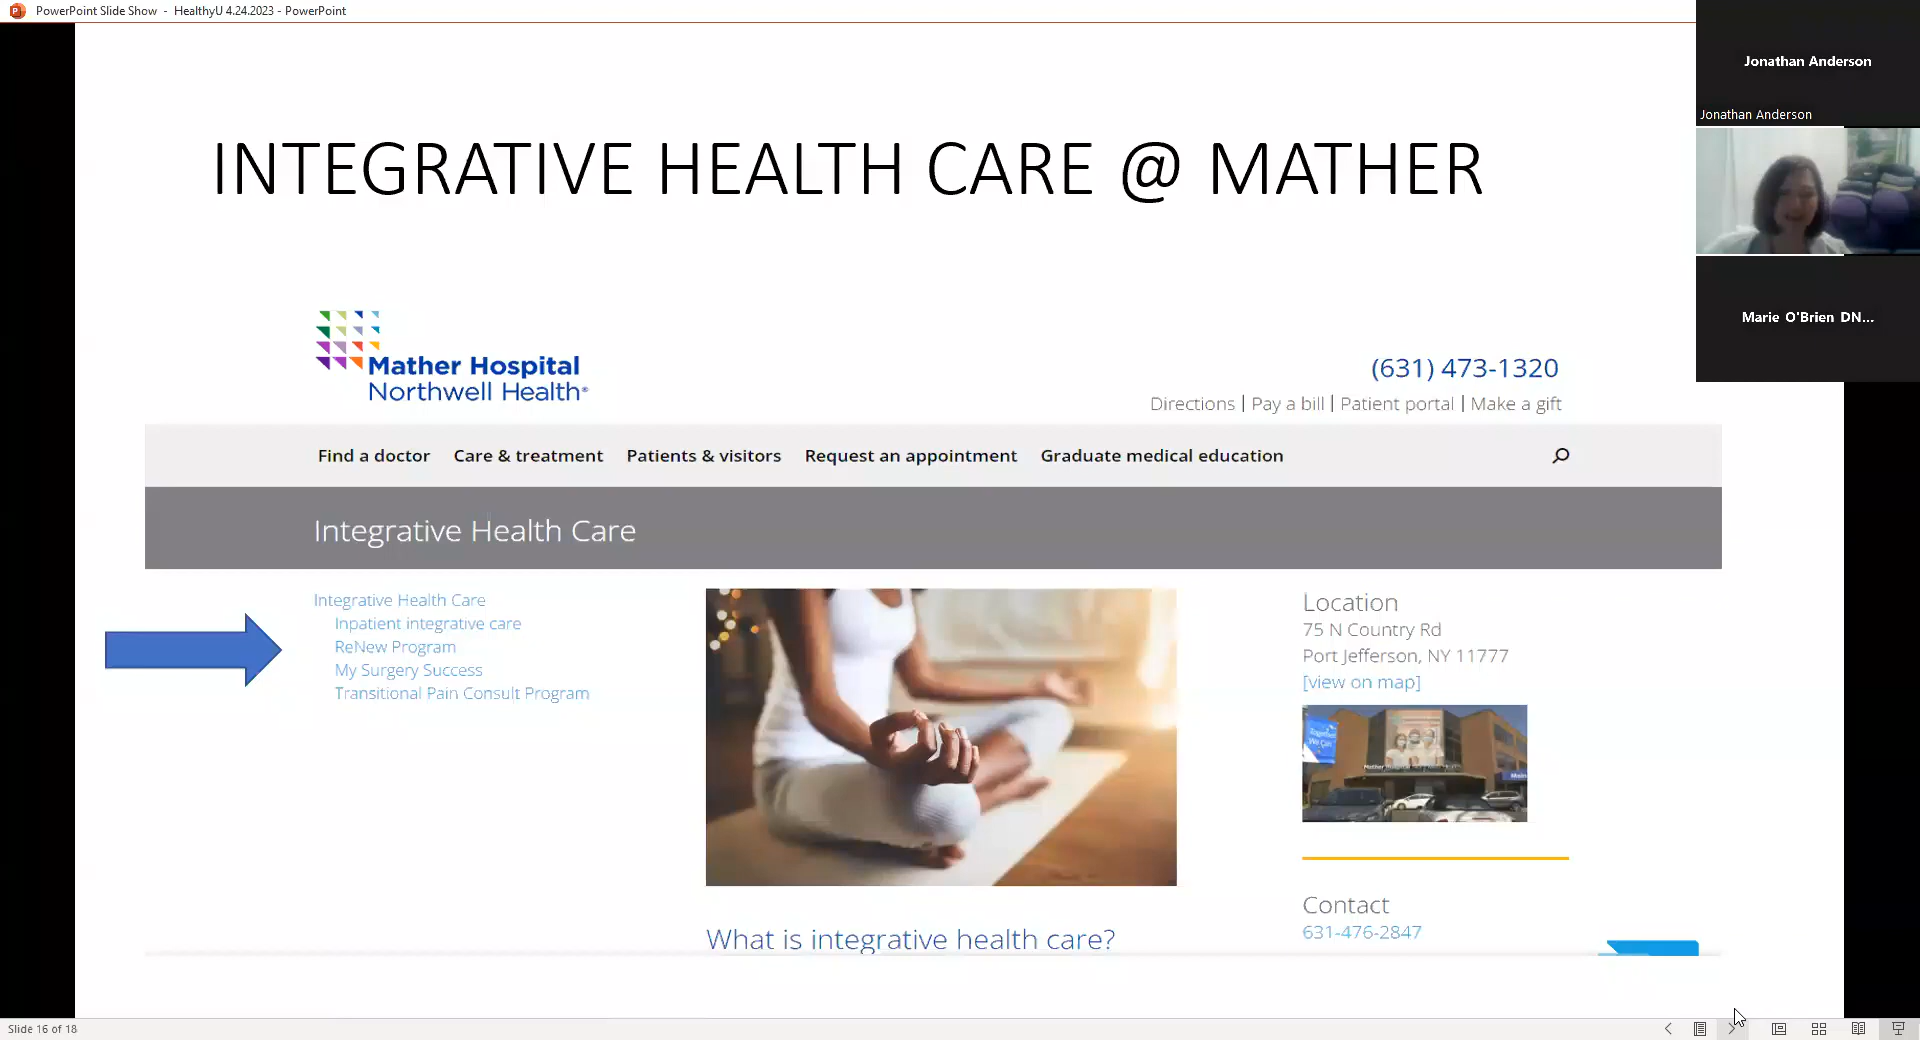 PowerPoint Slide Show - HealthyU 4.24.2023 - PowerPoint
Jonathan Anderson
Jonathan Anderson
Marie O'Brien DN...
INTEGRATIVE HEALTH CARE @ MATHER
Mather Hospital
Northwell Health®
(631) 473-1320
Directions | Pay a bill | Patient portal | Make a gift
Find a doctor Care & treatment Patients & visitors Request an appointment Graduate medical education
Integrative Health Care
Integrative Health Care
Inpatient integrative care
ReNew Program
My Surgery Success
Transitional Pain Consult Program
What is integrative health care?
Location
75 N Country Rd
Port Jefferson, NY 11777
[view on map]
Together
We Can
Contact
631-476-2847
Slide 16 of 18